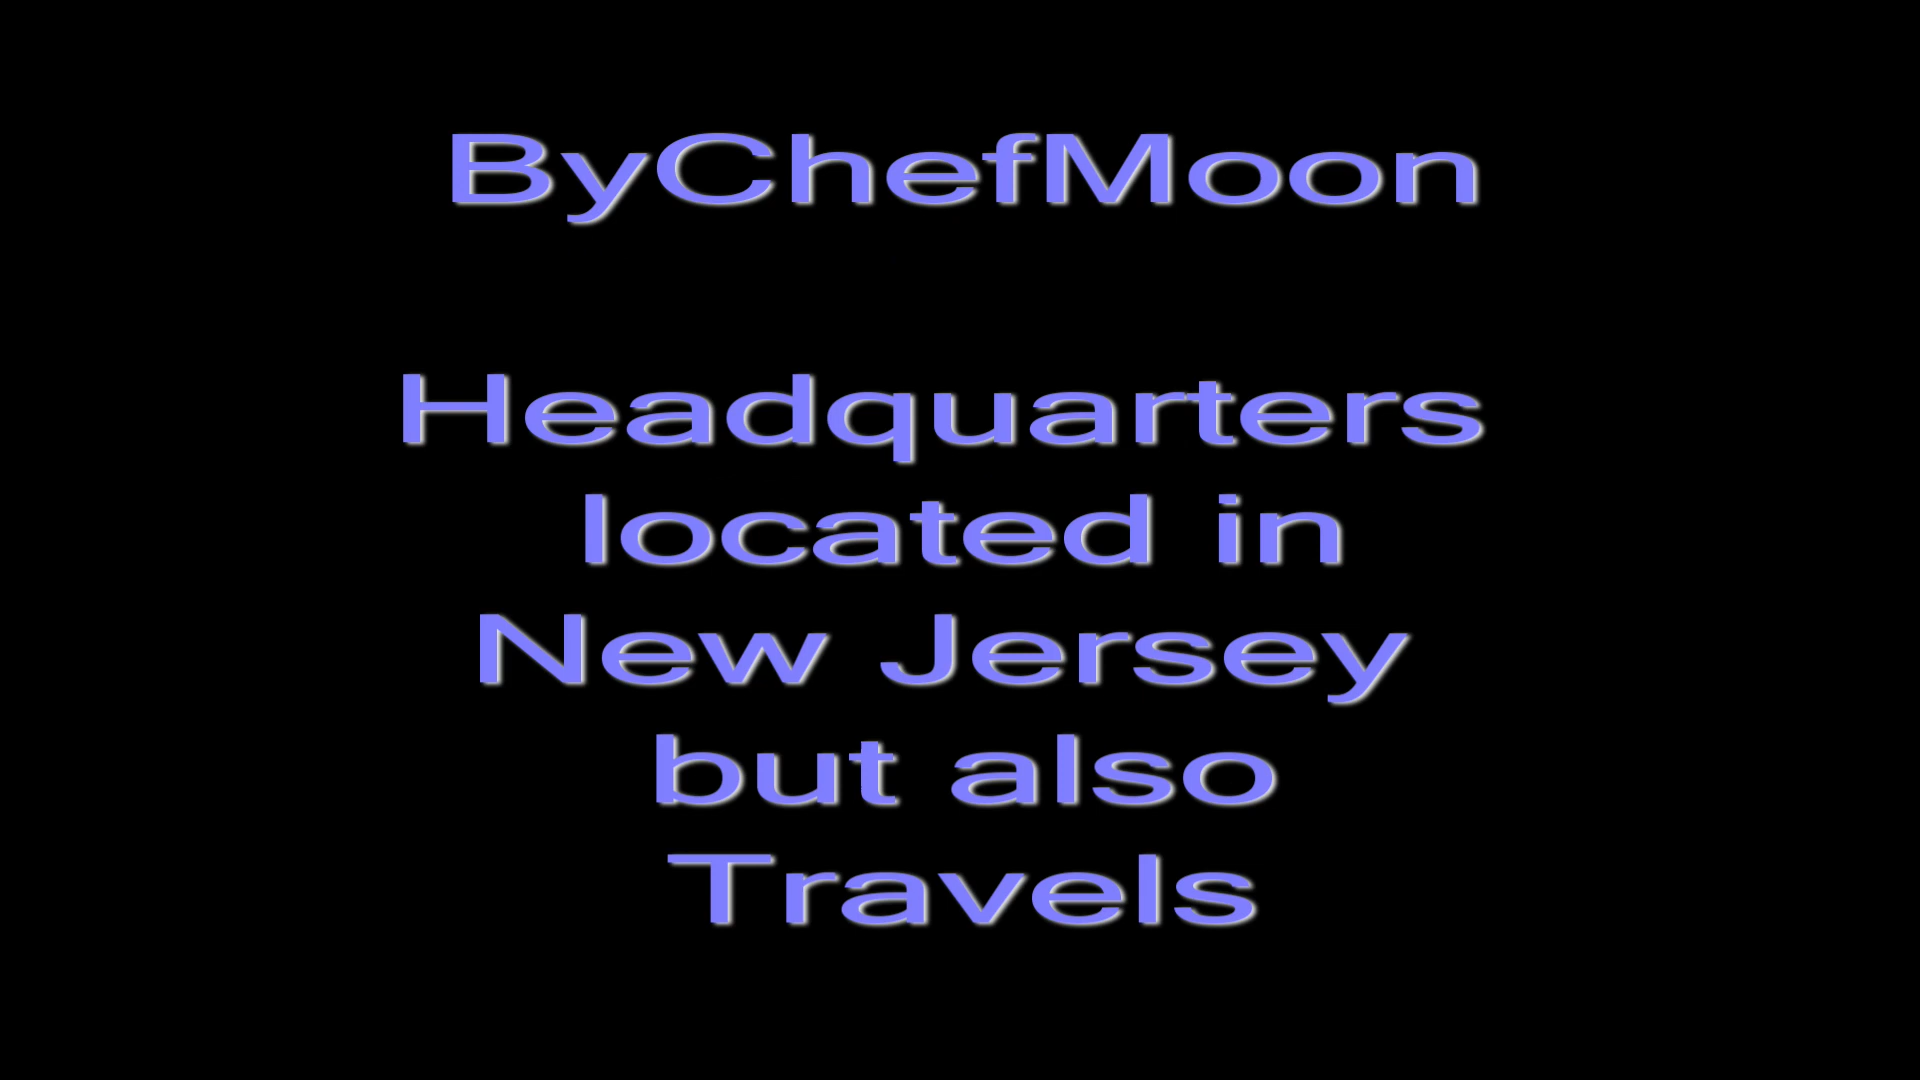 ByChefMoon
Headquarters
located in
New Jersey
but also
Travels